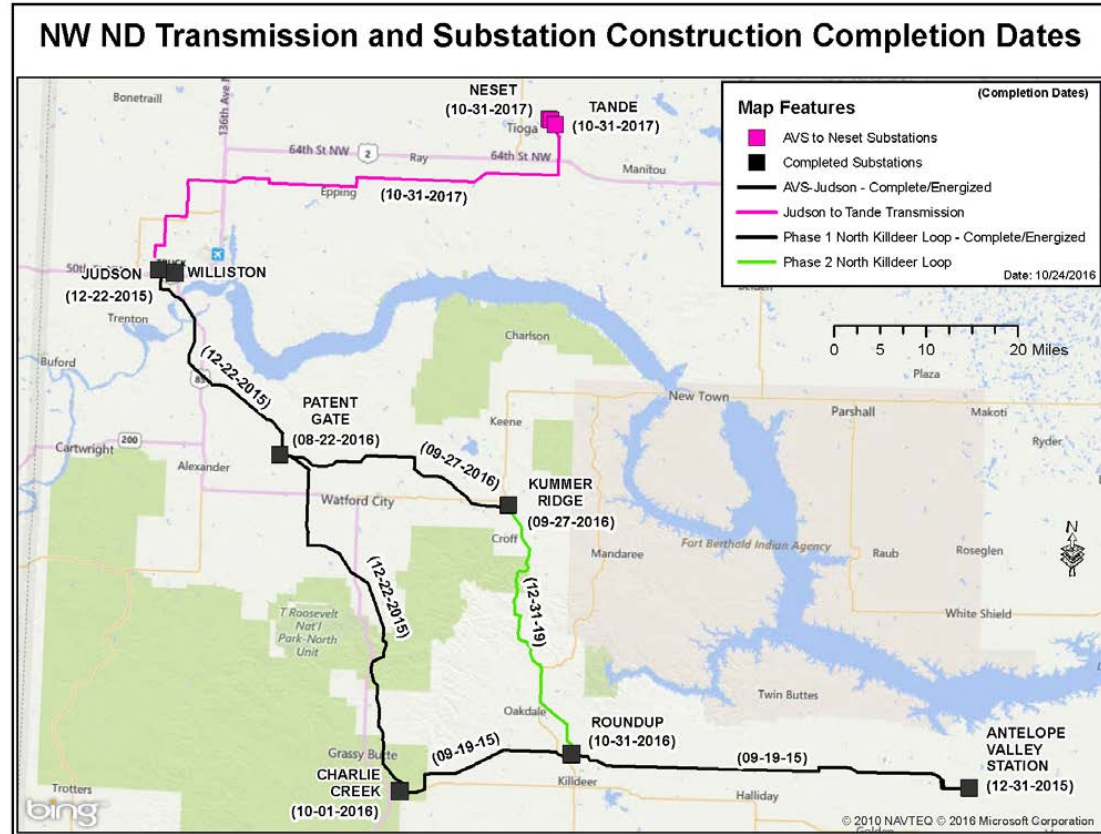 NW ND Transmission and Substation Construction Completion Dates
(Completion Dates)
Map Features
AVS to Neset Substations
Completed Substations
AVS-Judson - Complete/Energized
Judson to Tande Transmission
Phase 1 North Killdeer Loop - Complete/Energized
Phase 2 North Killdeer Loop
Date: 10/24/2016
0 5 10 20 Miles
Bonetraill
136th Ave N
NESET
(10-31-2017)
TANDE
(10-31-2017)
Tioga
64th St NW
2
Ray
64th St NW
Manitou
Epping
(10-31-2017)
JUDSON
(12-22-2015)
WILLISTON
Trenton
Buford
(12-22-2015)
85
Charlson
New Town
Plaza
Parshall
Makoti
Ryder
PATENT
GATE
(08-22-2016)
Keene
Cartwright
200
Alexander
(09-27-2016)
Watford City
KUMMER
RIDGE
(09-27-2016)
Croff
Mandaree
Fort Berthald Indian Agency
Raub
Roseglen
N
White Shield
(12-22-2015)
(12-31-19)
T Roosevelt
Nat'l
Park-North
Unit
Twin Buttes
Oakdale
ROUNDUP
(10-31-2016)
Grassy Butte
(09-19-15)
(09-19-15)
ANTELOPE
VALLEY
STATION
(12-31-2015)
CHARLIE
CREEK
(10-01-2016)
Killdeer
Halliday
Trotters
bing
© 2010 NAVTEQ © 2016 Microsoft Corporation